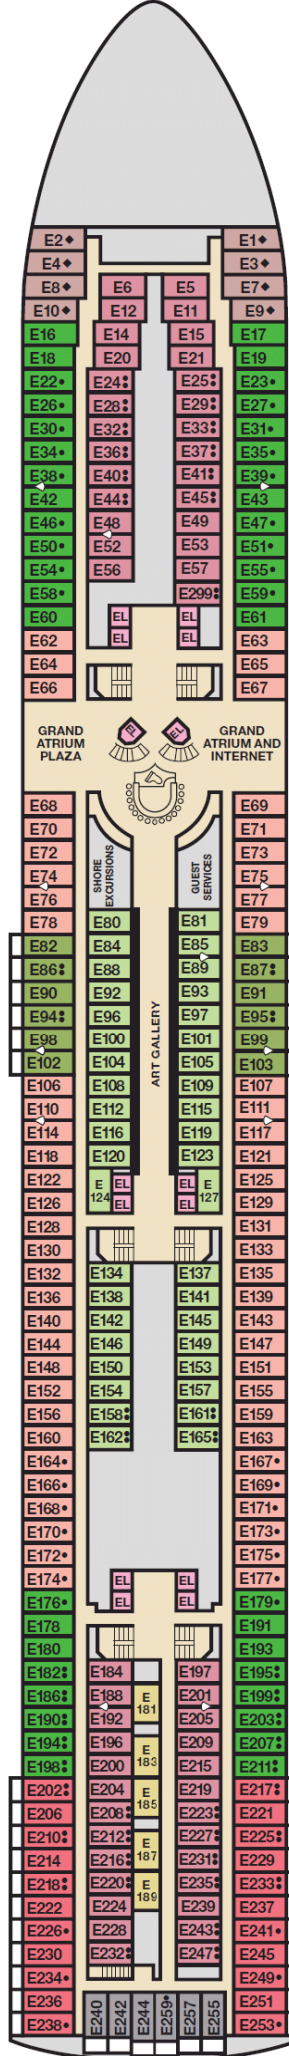 E2◆ E1◆
E4◆ E3◆
E8◆ E6 E5 E7◆
E10◆ E12 E11 E9◆
E16 E14 E15 E17
E18 E20 E21 E19
E22• E24: E25: E23•
E26• E28: E29: E27•
E30• E32: E33: E31•
E34• E36: E37: E35•
E38• E40: E41: E39•
E42 E44: E45: E43
E46• E48 E49 E47•
E50• E52 E53 E51•
E54• E56 E57 E55•
E58• E299: E59•
E60 EL EL E61
E62 EL EL E63
E64 E65
E66 E67
GRAND ATRIUM PLAZA
EL EL
GRAND ATRIUM AND INTERNET
E68 E69
E70 E71
E72 E73
E74 E75
E76 E77
SHORE EXCURSIONS
GUEST SERVICES
E78 E80 E81 E79
E82 E84 E85 E83
E86: E88 E89 E87:
E90 E92 E93 E91
E94: E96 E97 E95:
E98 E100 E101 E99
E102 E104 E105 E103
ART GALLERY
E106 E108 E109 E107
E110 E112 E115 E111
E114 E116 E119 E117
E118 E120 E123 E121
E122 E124 EL EL E127 E125
E126 EL EL E129
E128 E131
E130 E133
E132 E134 E137 E135
E136 E138 E141 E139
E140 E142 E145 E143
E144 E146 E149 E147
E148 E150 E153 E151
E152 E154 E157 E155
E156 E158: E161: E159
E160 E162: E165: E163
E164• E167•
E166• E169•
E168• E171•
E170• E173•
E172• E175•
E174• EL EL E177•
E176• EL EL E179•
E178 E191
E180 E193
E182: E184 E197 E195:
E186: E188 E181 E201 E199:
E190: E192 E205 E203:
E194: E196 E183 E209 E207:
E198: E200 E215 E211:
E202: E204 E185 E219 E217:
E206 E208: E223: E221
E210: E212: E187 E227: E225:
E214 E216: E231: E229
E218: E220: E189 E235: E233:
E222 E224 E239 E237
E226• E228 E243: E241•
E230 E232: E247: E245
E234• E249•
E236 E251
E238• E240 E242 E244 E259• E257 E255 E253•